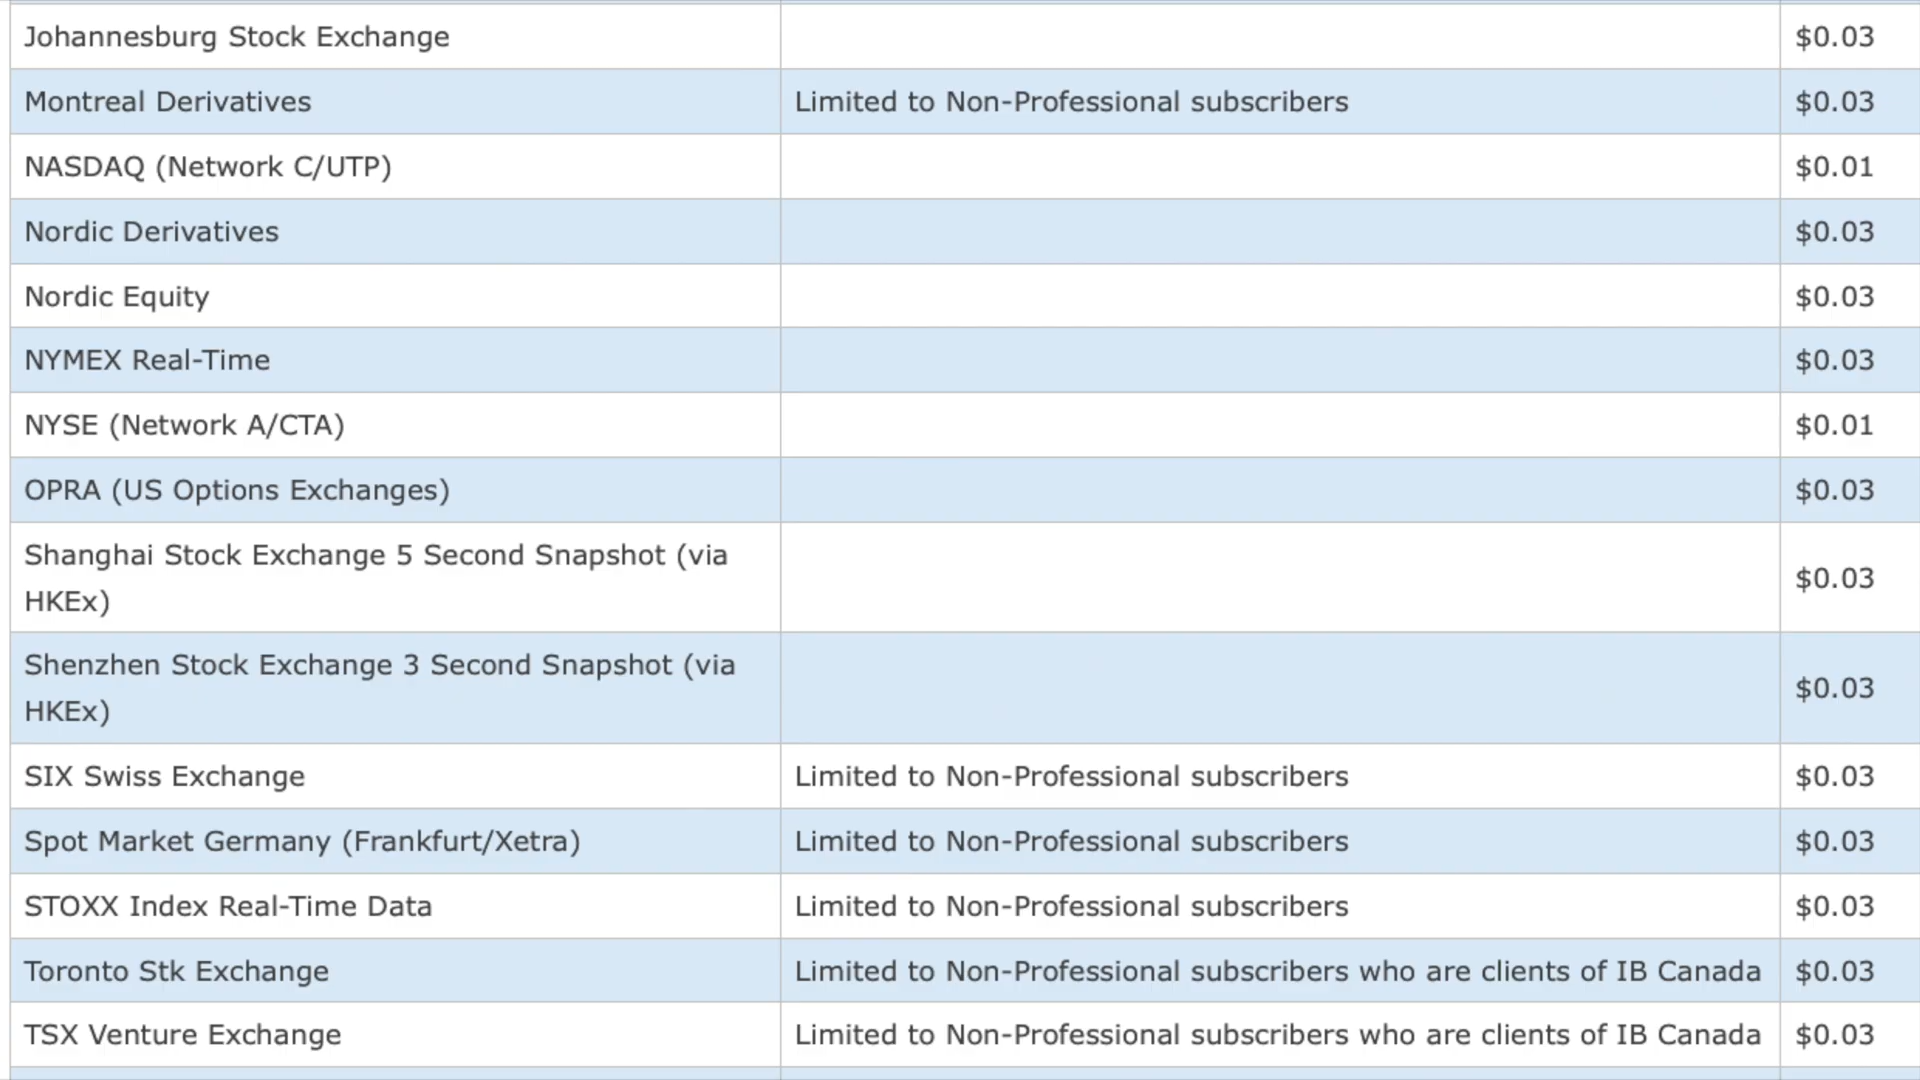 Johannesburg Stock Exchange $0.03
Montreal Derivatives Limited to Non-Professional subscribers $0.03
NASDAQ (Network C/UTP) $0.01
Nordic Derivatives $0.03
Nordic Equity $0.03
NYMEX Real-Time $0.03
NYSE (Network A/CTA) $0.01
OPRA (US Options Exchanges) $0.03
Shanghai Stock Exchange 5 Second Snapshot (via
HKEx) $0.03
Shenzhen Stock Exchange 3 Second Snapshot (via
HKEx) $0.03
SIX Swiss Exchange Limited to Non-Professional subscribers $0.03
Spot Market Germany (Frankfurt/Xetra) Limited to Non-Professional subscribers $0.03
STOXX Index Real-Time Data Limited to Non-Professional subscribers $0.03
Toronto Stk Exchange Limited to Non-Professional subscribers who are clients of IB Canada $0.03
TSX Venture Exchange Limited to Non-Professional subscribers who are clients of IB Canada $0.03